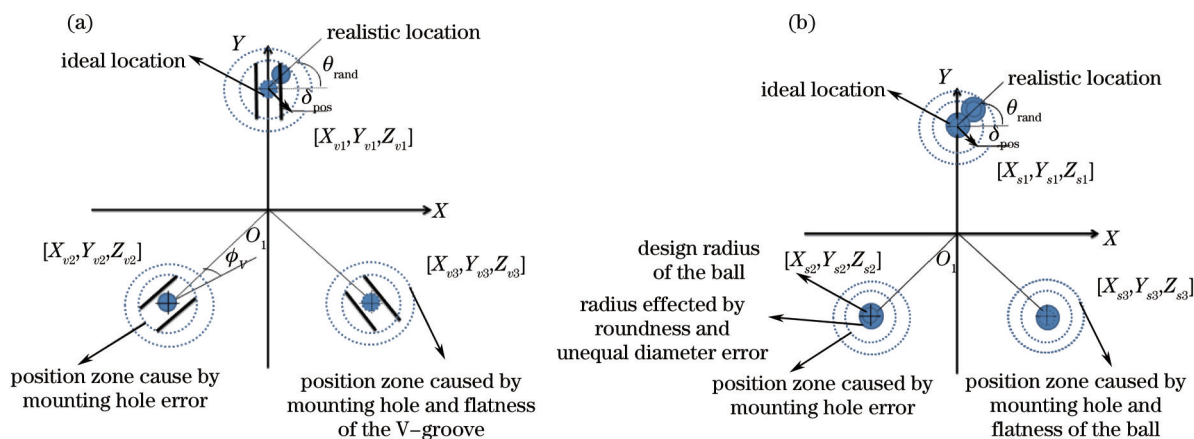 (a)
Y
realistic location
ideal location
θrand
δpos
[Xv1,Yv1,Zv1]
X
O1
[Xv2,Yv2,Zv2]
ϕV
[Xv3,Yv3,Zv3]
position zone cause by
mounting hole error
position zone caused by
mounting hole and flatness
of the V-groove
(b)
Y
realistic location
ideal location
θrand
δpos
[Xs1,Ys1,Zs1]
X
O1
design radius
of the ball
[Xs2,Ys2,Zs2]
[Xs3,Ys3,Zs3]
radius effected by
roundness and
unequal diameter error
position zone caused by
mounting hole error
position zone caused by
mounting hole and
flatness of the ball